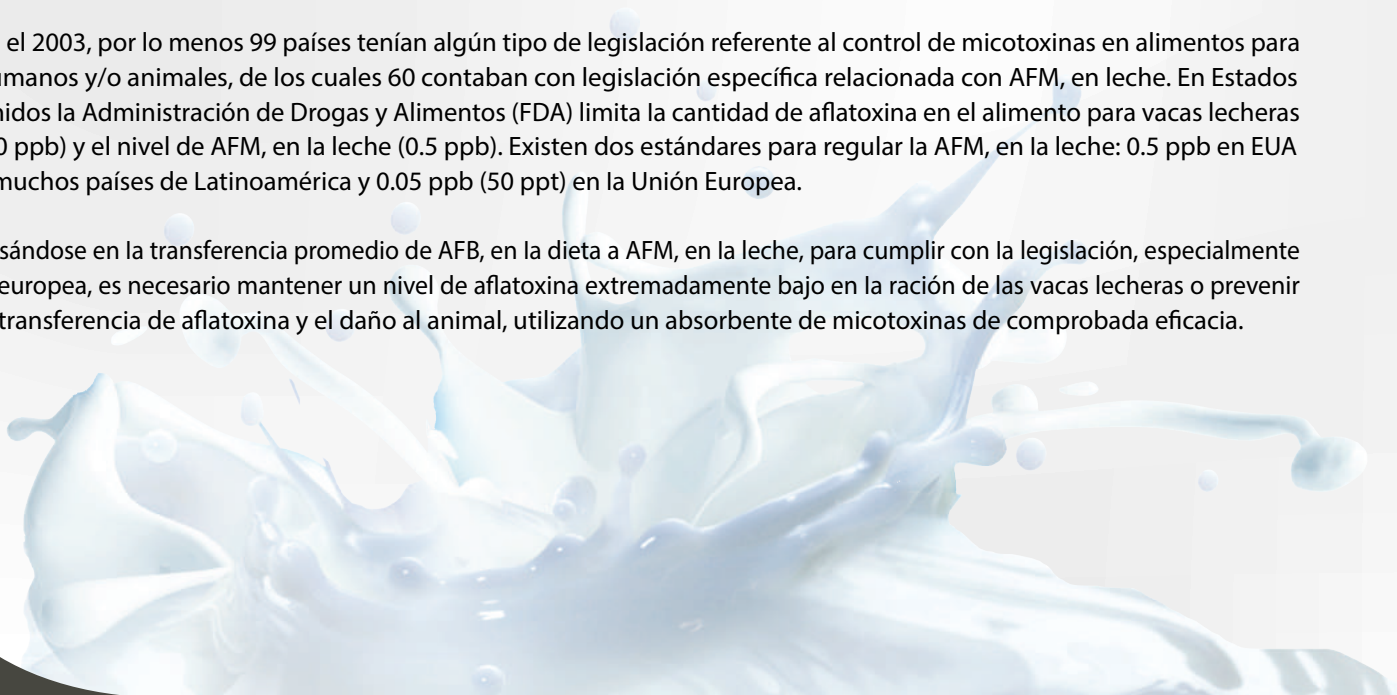 el 2003, por lo menos 99 países tenían algún tipo de legislación referente al control de micotoxinas en alimentos para
umanos y/o animales, de los cuales 60 contaban con legislación específica relacionada con AFM, en leche. En Estados
nidos la Administración de Drogas y Alimentos (FDA) limita la cantidad de aflatoxina en el alimento para vacas lecheras
0 ppb) y el nivel de AFM, en la leche (0.5 ppb). Existen dos estándares para regular la AFM, en la leche: 0.5 ppb en EUA
muchos países de Latinoamérica y 0.05 ppb (50 ppt) en la Unión Europea.
sándose en la transferencia promedio de AFB, en la dieta a AFM, en la leche, para cumplir con la legislación, especialmente
europea, es necesario mantener un nivel de aflatoxina extremadamente bajo en la ración de las vacas lecheras o prevenir
transferencia de aflatoxina y el daño al animal, utilizando un absorbente de micotoxinas de comprobada eficacia.